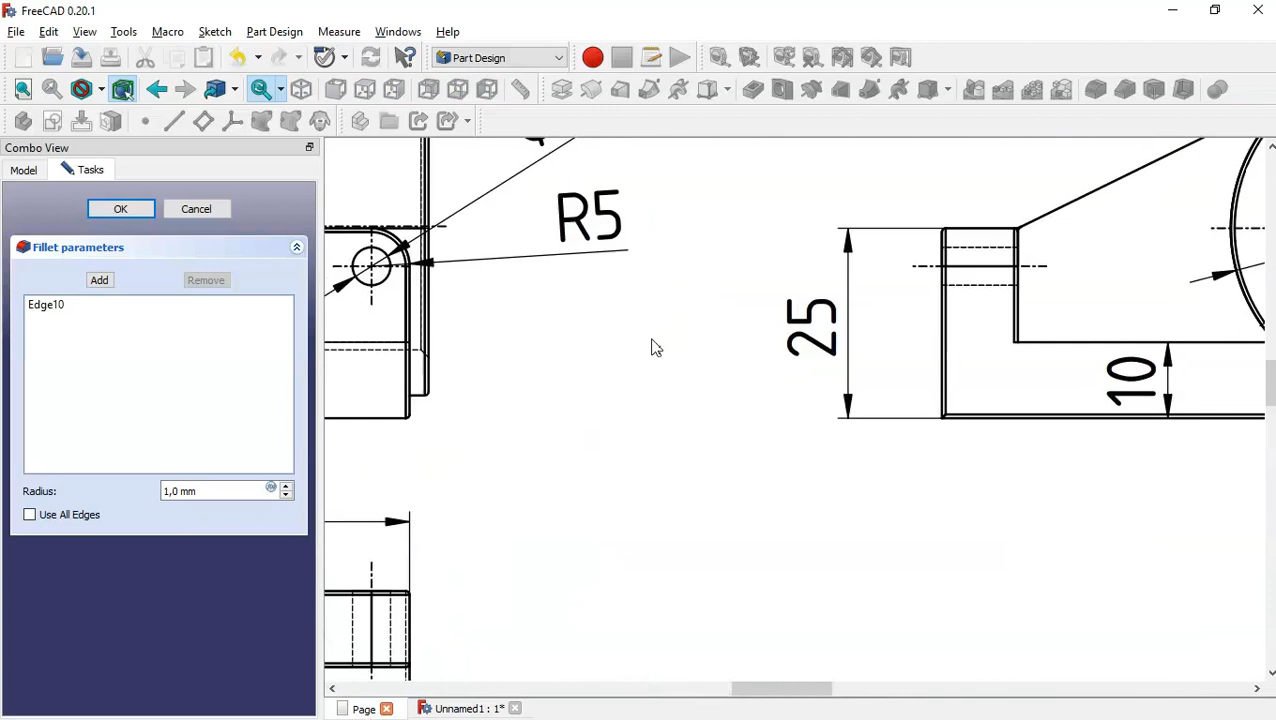 FreeCAD 0.20.1
File Edit View Tools Macro Sketch Part Design Measure Windows Help
Part Design
Combo View
Model Tasks
OK Cancel
Fillet parameters
Add Remove
Edge10
Radius: 1,0 mm
Use All Edges
R5
25
10
Page Unnamed1 : 1*